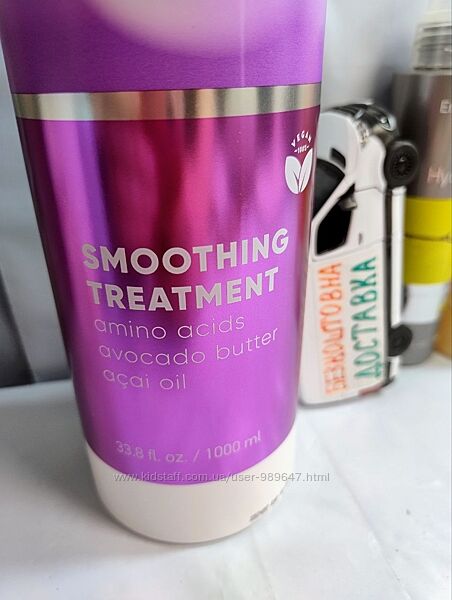 VEGAN
SMOOTHING
TREATMENT
amino acids
avocado butter
açai oil
33.8 fl. oz. / 1000 ml
БЕЗКОШТОВНА
ДОСТАВКА
www.kidstaff.com.ua/user-989647.html